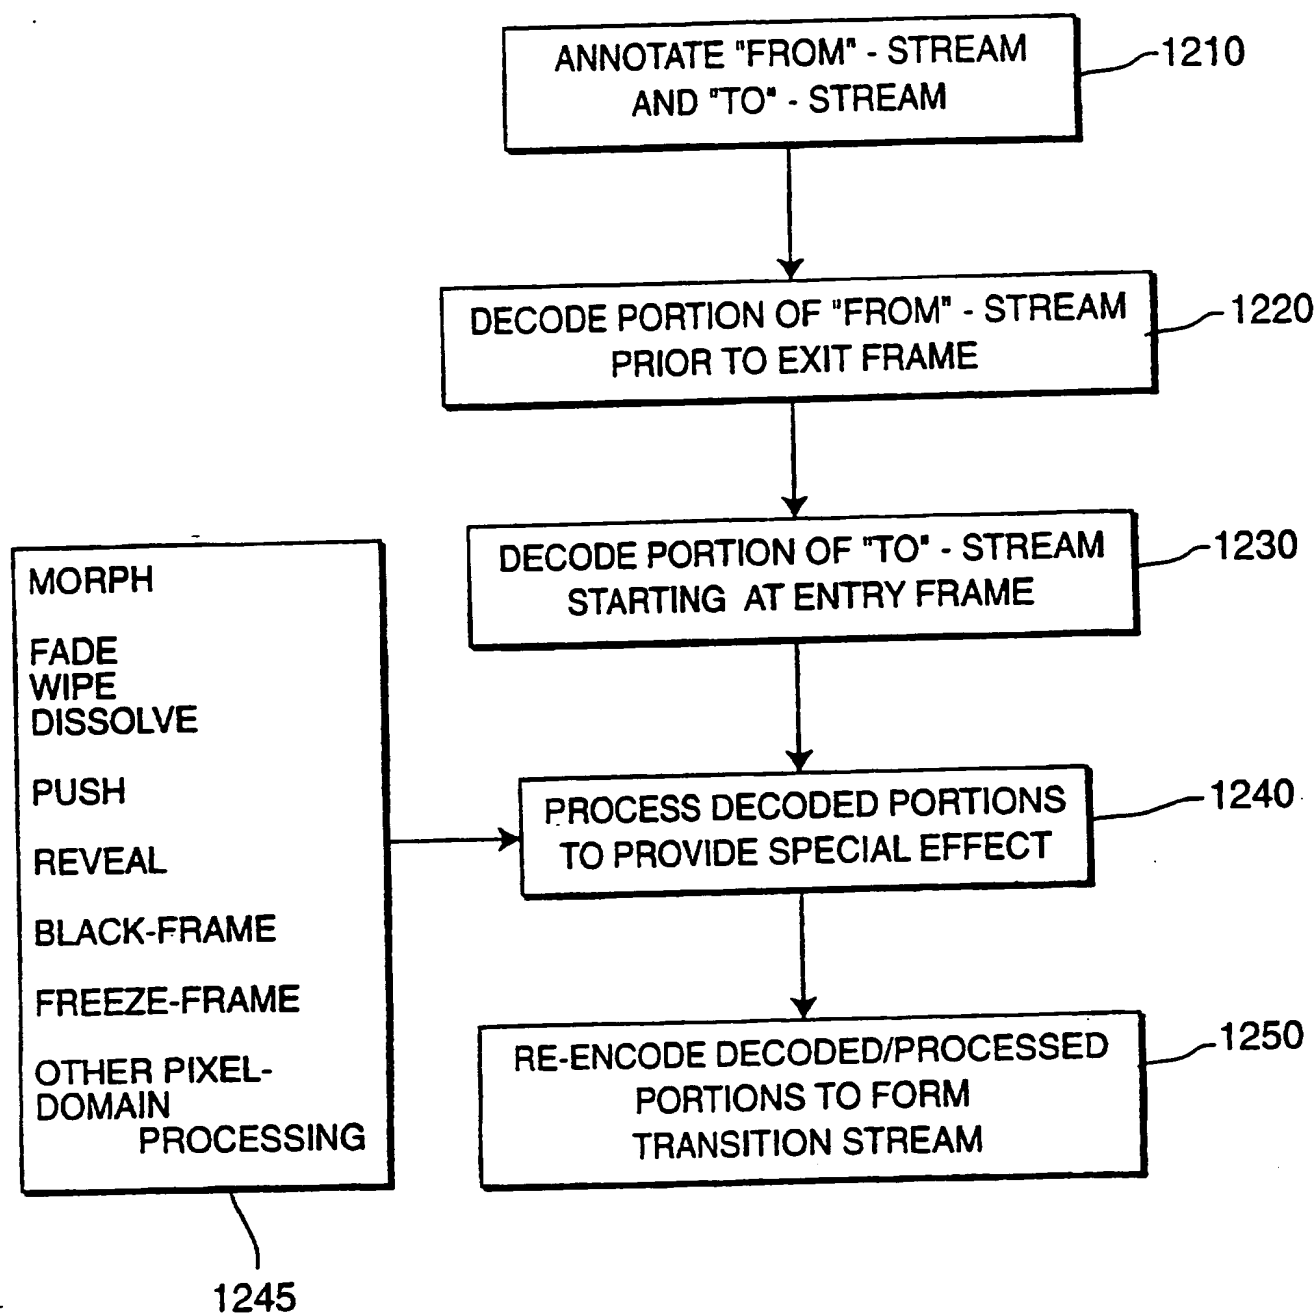 ANNOTATE "FROM" - STREAM
AND "TO" - STREAM
1210
DECODE PORTION OF "FROM" - STREAM
PRIOR TO EXIT FRAME
1220
DECODE PORTION OF "TO" - STREAM
STARTING AT ENTRY FRAME
1230
MORPH
FADE
WIPE
DISSOLVE
PUSH
REVEAL
BLACK-FRAME
FREEZE-FRAME
OTHER PIXEL-
DOMAIN
PROCESSING
1245
PROCESS DECODED PORTIONS
TO PROVIDE SPECIAL EFFECT
1240
RE-ENCODE DECODED/PROCESSED
PORTIONS TO FORM
TRANSITION STREAM
1250